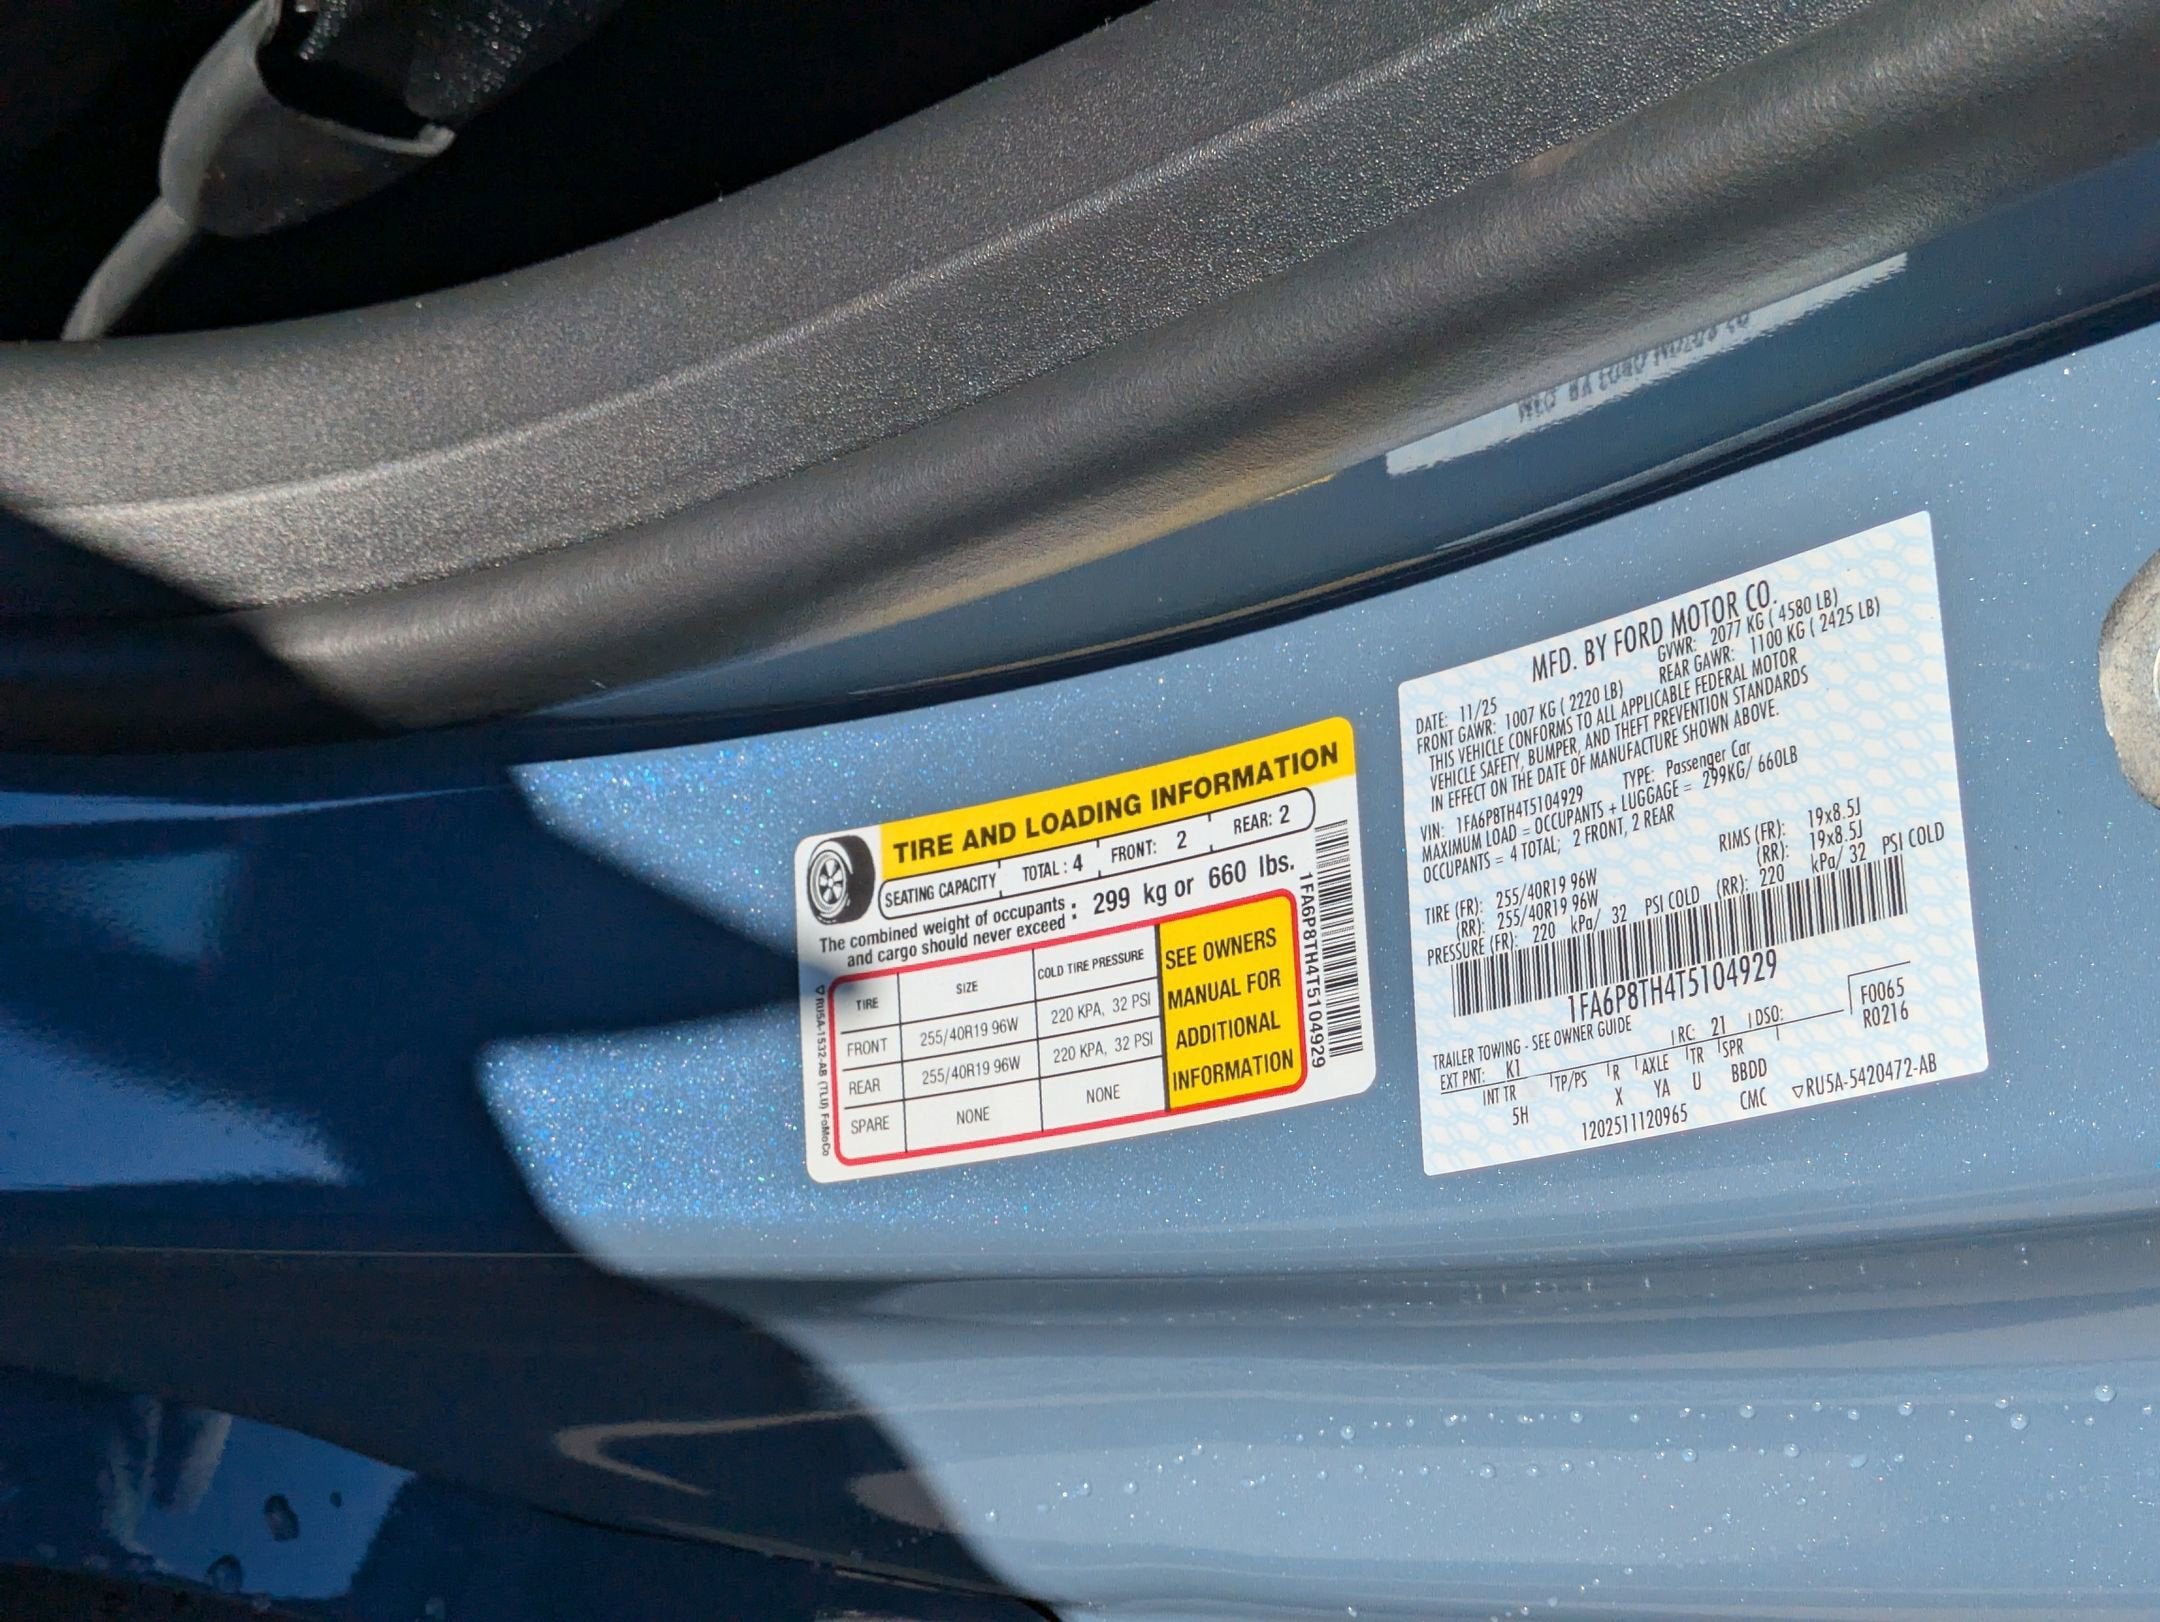 TIRE AND LOADING INFORMATION
SEATING CAPACITY TOTAL : 4 FRONT: 2 REAR: 2
The combined weight of occupants and cargo should never exceed : 299 kg or 660 lbs.
TIRE SIZE COLD TIRE PRESSURE
FRONT 255/40R19 96W 220 KPA, 32 PSI
REAR 255/40R19 96W 220 KPA, 32 PSI
SPARE NONE NONE
SEE OWNERS
MANUAL FOR
ADDITIONAL
INFORMATION
1FA6P8TH4T5104929
RU5A-1532-AB (TLU) FoMoCo
MFD. BY FORD MOTOR CO.
DATE: 11/25 GVWR: 2077 KG ( 4580 LB)
FRONT GAWR: 1007 KG ( 2220 LB) REAR GAWR: 1100 KG ( 2425 LB)
THIS VEHICLE CONFORMS TO ALL APPLICABLE FEDERAL MOTOR
VEHICLE SAFETY, BUMPER, AND THEFT PREVENTION STANDARDS
IN EFFECT ON THE DATE OF MANUFACTURE SHOWN ABOVE.
VIN: 1FA6P8TH4T5104929 TYPE: Passenger Car
MAXIMUM LOAD = OCCUPANTS + LUGGAGE = 299KG/ 660LB
OCCUPANTS = 4 TOTAL; 2 FRONT, 2 REAR
TIRE (FR): 255/40R19 96W RIMS (FR): 19x8.5J
(RR): 255/40R19 96W (RR): 19x8.5J
PRESSURE (FR): 220 kPa/ 32 PSI COLD (RR): 220 kPa/ 32 PSI COLD
1FA6P8TH4T5104929
TRAILER TOWING - SEE OWNER GUIDE
EXT PNT: K1 RC: 21 DSO: F0065
R0216
INT TR TP/PS R AXLE TR SPR
5H X YA U BBDD
1202511120965 CMC RU5A-5420472-AB